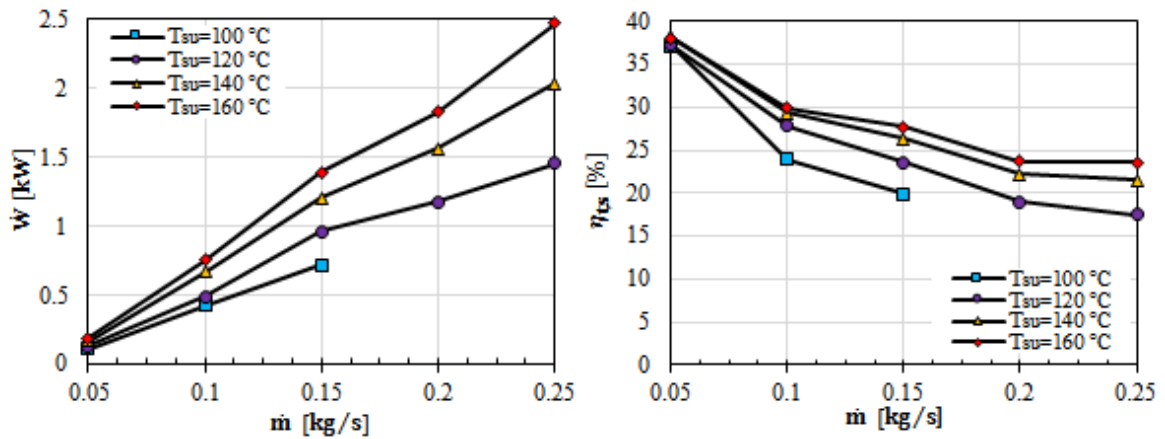 2.5
2
1.5
1
0.5
0
Ẇ [kW]
Tsu=100 °C
Tsu=120 °C
Tsu=140 °C
Tsu=160 °C
0.05 0.1 0.15 0.2 0.25
ṁ [kg/s]
40
35
30
25
20
15
10
5
0
ηts [%]
Tsu=100 °C
Tsu=120 °C
Tsu=140 °C
Tsu=160 °C
0.05 0.1 0.15 0.2 0.25
ṁ [kg/s]